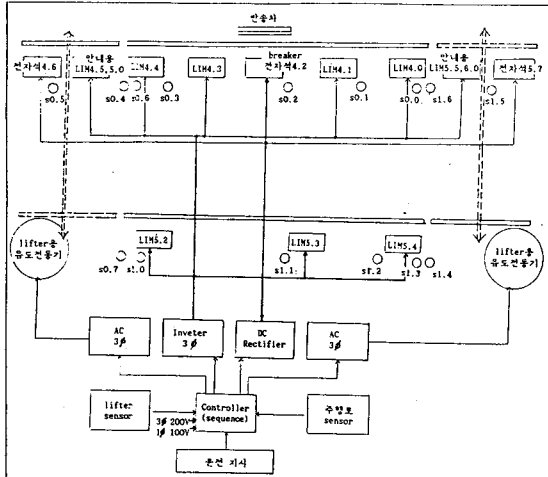 반송차
전자석4.6
안내용
LIM4.5,5.0
LIM4.4
LIM4.3
breaker
전자석4.2
LIM4.1
LIM4.0
안내용
LIM5.5,6.0
전자석5.7
s0.5
s0.4
s0.6
s0.3
s0.2
s0.1
s0.0
s1.6
s1.5
lifter용
유도전동기
LIM5.2
LIM5.3
LIM5.4
lifter용
유도전동기
s0.7
s1.0
s1.1
s1.2
s1.3
s1.4
AC
3ø
Inveter
3ø
DC
Rectifier
AC
3ø
lifter
sensor
3ø 200V
1ø 100V
Controller
(sequence)
주행로
sensor
운전 지시